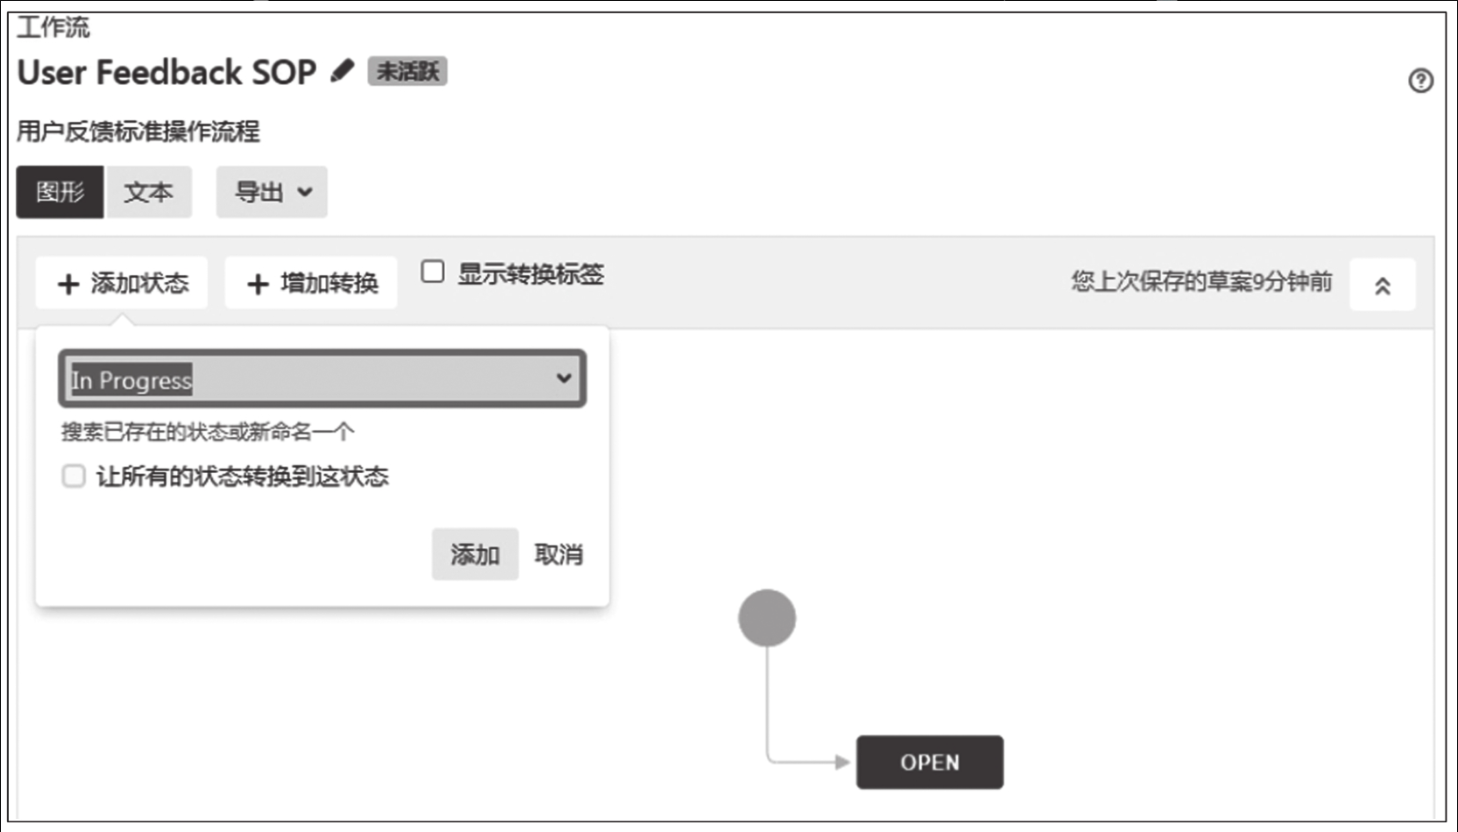 工作流
User Feedback SOP 未活跃
用户反馈标准操作流程
图形 文本 导出
+ 添加状态 + 增加转换 显示转换标签 您上次保存的草案9分钟前
In Progress
搜索已存在的状态或新命名一个
让所有的状态转换到这状态
添加 取消
OPEN